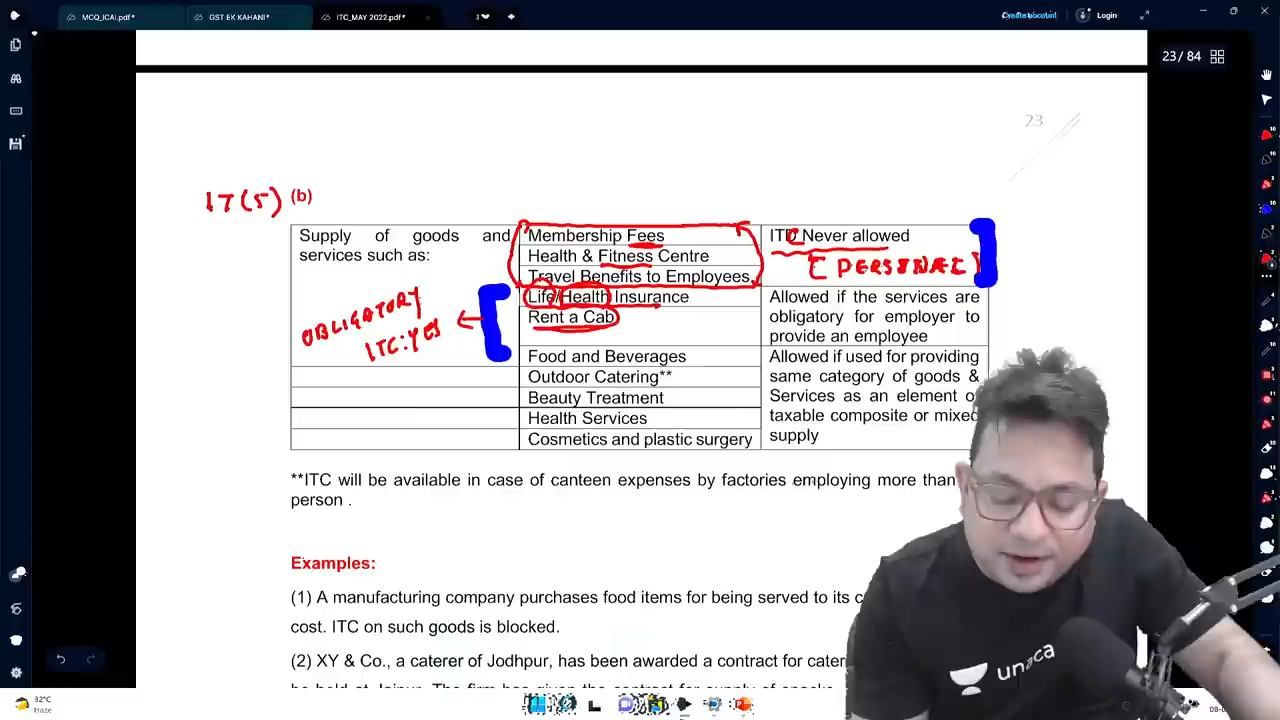 MCQ_ICAI.pdf*
GST EK KAHANI*
ITC_MAY 2022.pdf*
3
Create account
Login
23 / 84
23
17(5) (b)
Supply of goods and services such as:
Membership Fees
ITC Never allowed
Health & Fitness Centre
[PERSONAL]
Travel Benefits to Employees
Life/Health Insurance
Rent a Cab
Allowed if the services are
obligatory for employer to
provide an employee
OBLIGATORY
ITC:YES
Food and Beverages
Outdoor Catering**
Beauty Treatment
Health Services
Cosmetics and plastic surgery
Allowed if used for providing
same category of goods &
Services as an element
taxable composite or mixed
supply
**ITC will be available in case of canteen expenses by factories employing more than
person .
Examples:
(1) A manufacturing company purchases food items for being served to its
cost. ITC on such goods is blocked.
(2) XY & Co., a caterer of Jodhpur, has been awarded a contract for
unaca
32°C
Haze